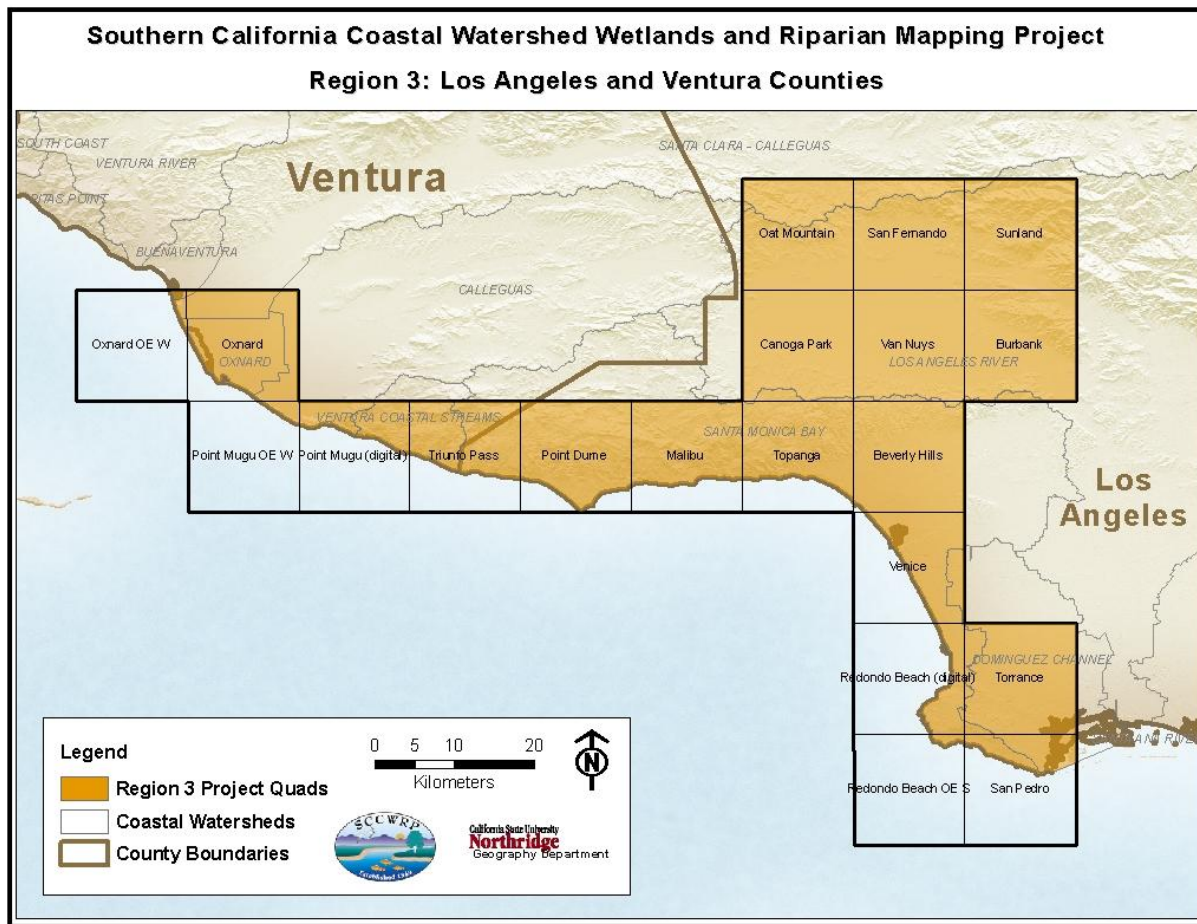 Southern California Coastal Watershed Wetlands and Riparian Mapping Project
Region 3: Los Angeles and Ventura Counties
SOUTH COAST
VENTURA RIVER
SANTA CLARA - CALLEGUAS
Ventura
PITAS POINT
Oat Mountain
San Fernando
Sunland
BUENAVENTURA
CALLEGUAS
Oxnard OE W
Oxnard
OXNARD
Canoga Park
Van Nuys
Burbank
LOS ANGELES RIVER
VENTURA COASTAL STREAMS
SANTA MONICA BAY
Point Mugu OE W
Point Mugu (digital)
Triunfo Pass
Point Dume
Malibu
Topanga
Beverly Hills
Los
Angeles
Venice
DOMINGUEZ CHANNEL
Redondo Beach (digital)
Torrance
RIVER
Redondo Beach OE S
San Pedro
Legend
Region 3 Project Quads
Coastal Watersheds
County Boundaries
0 5 10 20
Kilometers
N
SCCWRP
Established 1969
California State University
Northridge
Geography Department